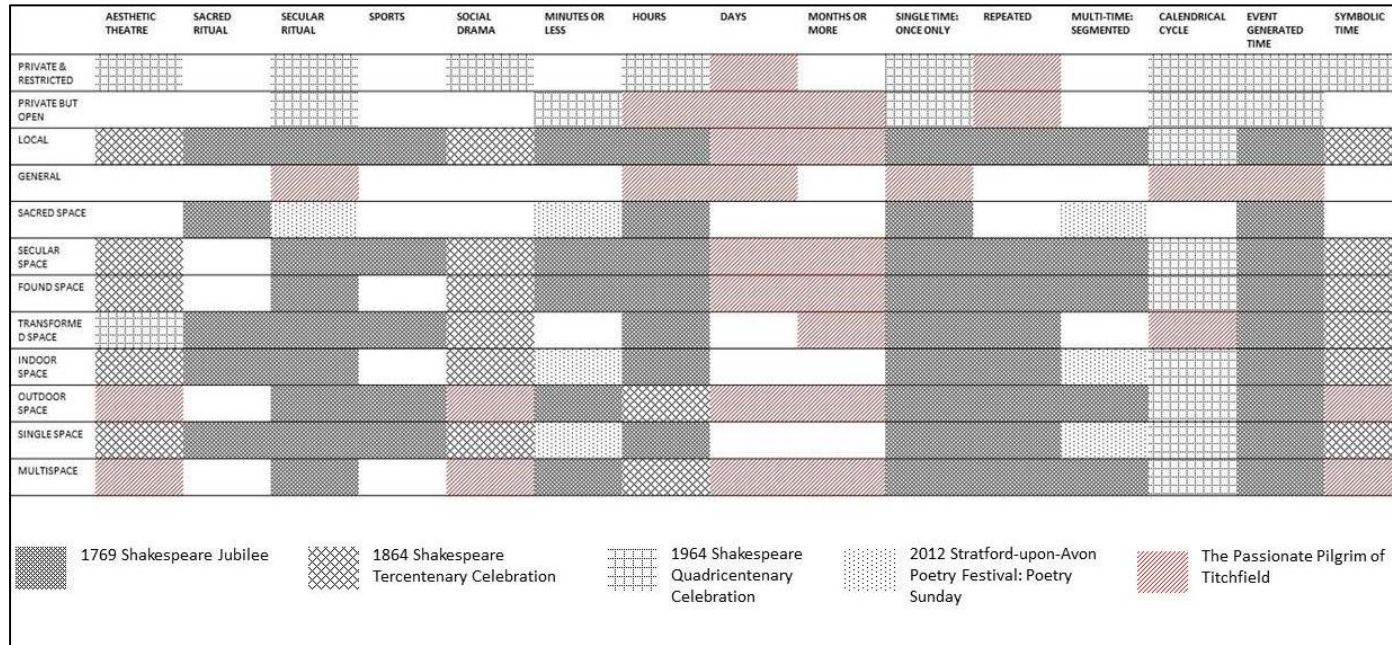 AESTHETIC THEATRE
SACRED RITUAL
SECULAR RITUAL
SPORTS
SOCIAL DRAMA
MINUTES OR LESS
HOURS
DAYS
MONTHS OR MORE
SINGLE TIME: ONCE ONLY
REPEATED
MULTI-TIME: SEGMENTED
CALENDRICAL CYCLE
EVENT GENERATED TIME
SYMBOLIC TIME
PRIVATE &
RESTRICTED
PRIVATE BUT
OPEN
LOCAL
GENERAL
SACRED SPACE
SECULAR
SPACE
FOUND SPACE
TRANSFORME
D SPACE
INDOOR
SPACE
OUTDOOR
SPACE
SINGLE SPACE
MULTISPACE
1769 Shakespeare Jubilee
1864 Shakespeare
Tercentenary Celebration
1964 Shakespeare
Quadricentenary
Celebration
2012 Stratford-upon-Avon
Poetry Festival: Poetry
Sunday
The Passionate Pilgrim of
Titchfield